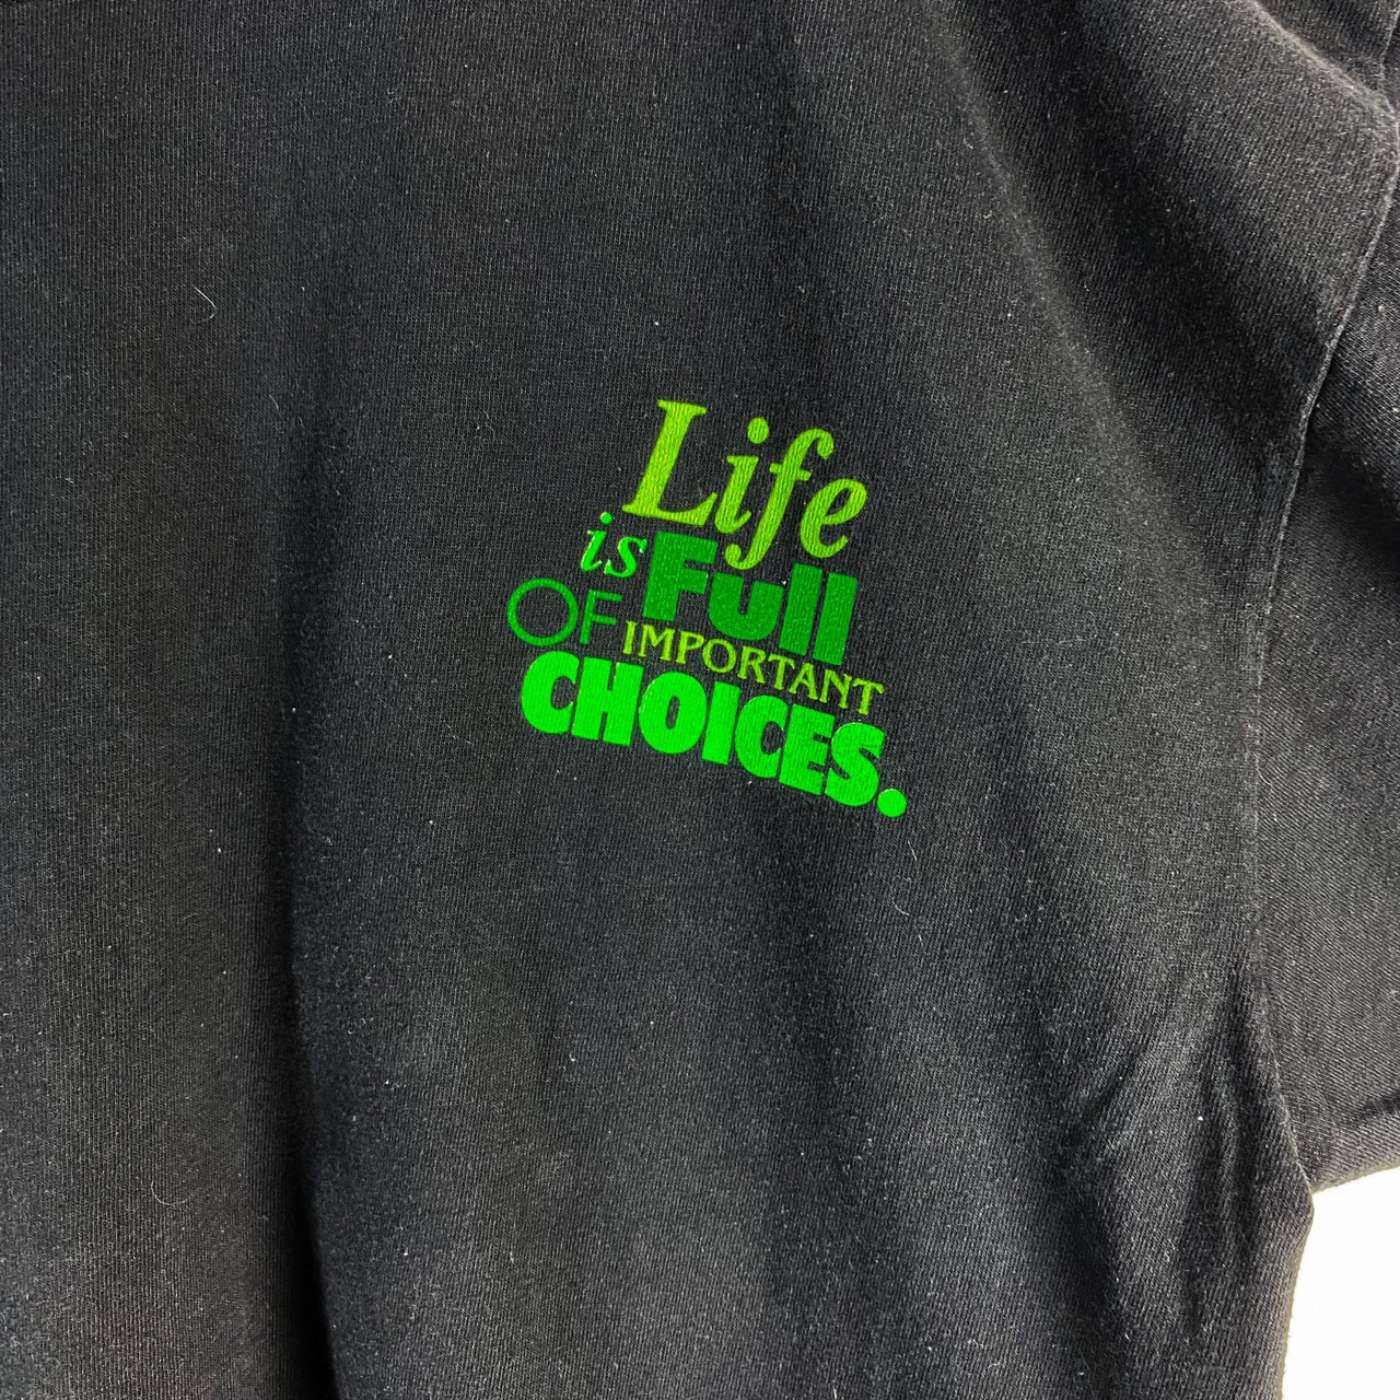 Life
is Full
OF IMPORTANT
CHOICES.